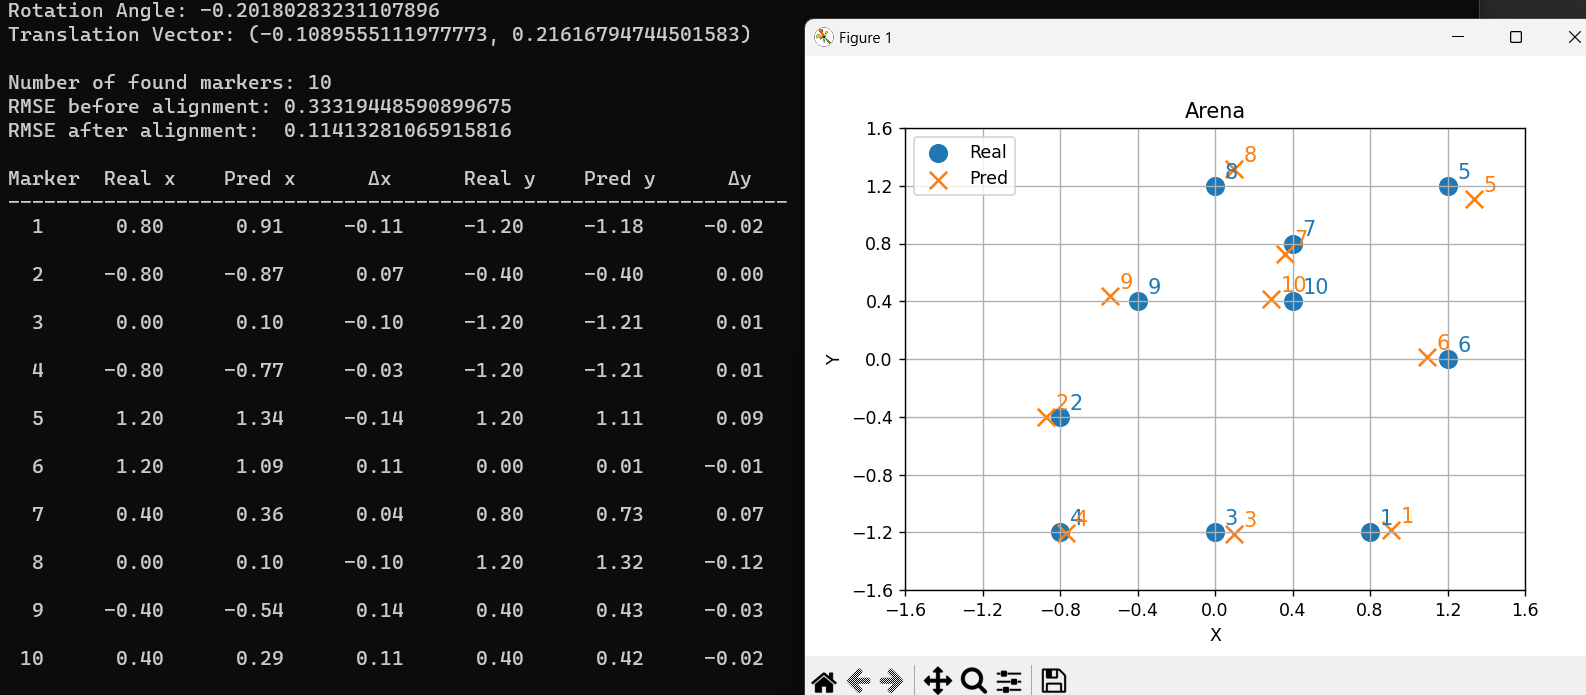 Rotation Angle: -0.20180283231107896
Translation Vector: (-0.1089555111977773, 0.21616794744501583)
Number of found markers: 10
RMSE before alignment: 0.33319448590899675
RMSE after alignment:  0.11413281065915816
Marker  Real x    Pred x      Δx      Real y    Pred y      Δy
-----------------------------------------------------------------
1      0.80      0.91     -0.11     -1.20     -1.18     -0.02
2     -0.80     -0.87      0.07     -0.40     -0.40      0.00
3      0.00      0.10     -0.10     -1.20     -1.21      0.01
4     -0.80     -0.77     -0.03     -1.20     -1.21      0.01
5      1.20      1.34     -0.14      1.20      1.11      0.09
6      1.20      1.09      0.11      0.00      0.01     -0.01
7      0.40      0.36      0.04      0.80      0.73      0.07
8      0.00      0.10     -0.10      1.20      1.32     -0.12
9     -0.40     -0.54      0.14      0.40      0.43     -0.03
10      0.40      0.29      0.11      0.40      0.42     -0.02
Figure 1
Arena
Real
Pred
1.6
1.2
0.8
0.4
0.0
−0.4
−0.8
−1.2
−1.6
Y
8
8
5
5
7
7
9
9
10
10
6
6
2
2
4
4
3
3
1
1
−1.6 −1.2 −0.8 −0.4 0.0 0.4 0.8 1.2 1.6
X